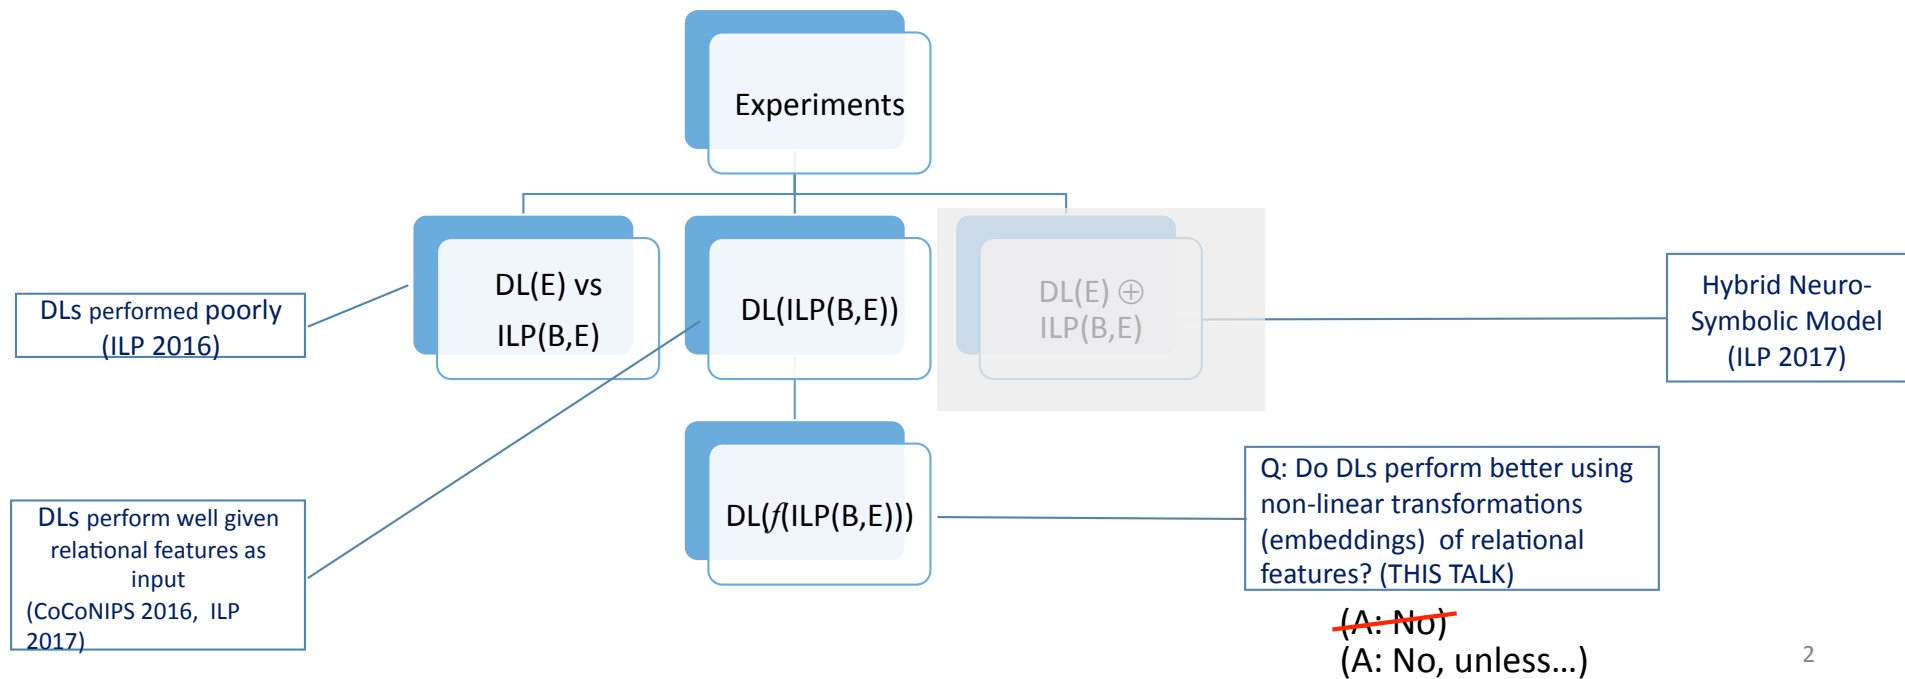 Experiments
DL(E) vs
ILP(B,E)
DL(ILP(B,E))
DL(E) ⊕
ILP(B,E)
DLs performed poorly
(ILP 2016)
Hybrid Neuro-
Symbolic Model
(ILP 2017)
DL(f(ILP(B,E)))
DLs perform well given
relational features as
input
(CoCoNIPS 2016, ILP
2017)
Q: Do DLs perform better using
non-linear transformations
(embeddings) of relational
features? (THIS TALK)
(A: No)
(A: No, unless...)
2